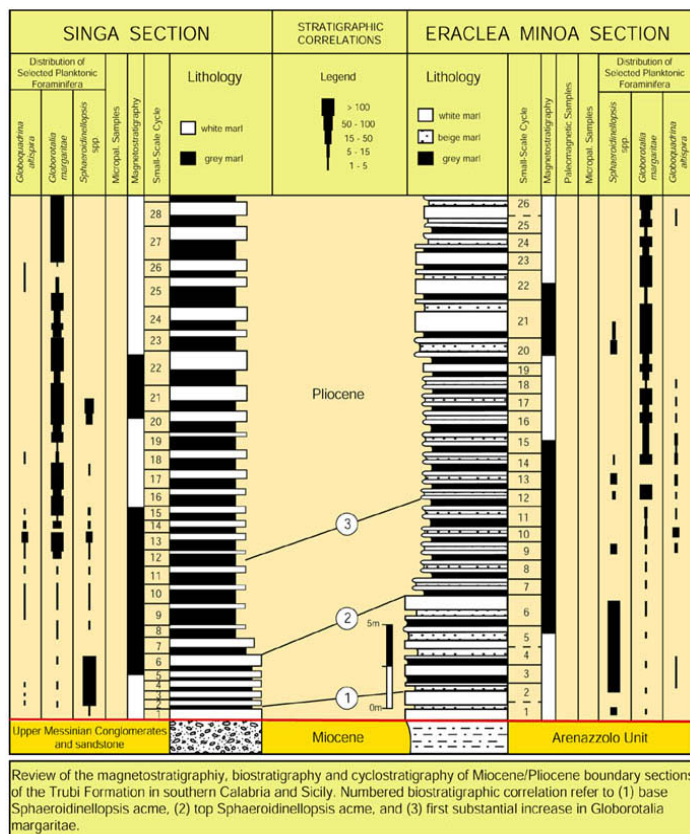 SINGA SECTION
STRATIGRAPHIC
CORRELATIONS
ERACLEA MINOA SECTION
Distribution of
Selected Planktonic
Foraminifera
Globoquadrina
altispira
Globorotalia
margaritae
Sphaeroidinellopsis
spp.
Micropal. Samples
Magnetostratigraphy
Small-Scale Cycle
Lithology
white marl
grey marl
Legend
> 100
50 - 100
15 - 50
5 - 15
1 - 5
Lithology
white marl
beige marl
grey marl
Small-Scale Cycle
Magnetostratigraphy
Paleomagnetic Samples
Micropal. Samples
Distribution of
Selected Planktonic
Foraminifera
Sphaeroidinellopsis
spp.
Globorotalia
margaritae
Globoquadrina
altispira
28
27
26
25
24
23
22
21
20
19
18
17
16
15
14
13
12
11
10
9
8
7
6
5
4
3
2
1
Pliocene
3
2
1
5m
0m
26
25
24
23
22
21
20
19
18
17
16
15
14
13
12
11
10
9
8
7
6
5
4
3
2
1
Upper Messinian Conglomerates
and sandstone
Miocene
Arenazzolo Unit
Review of the magnetostratigraphiy, biostratigraphy and cyclostratigraphy of Miocene/Pliocene boundary sections
of the Trubi Formation in southern Calabria and Sicily. Numbered biostratigraphic correlation refer to (1) base
Sphaeroidinellopsis acme, (2) top Sphaeroidinellopsis acme, and (3) first substantial increase in Globorotalia
margaritae.